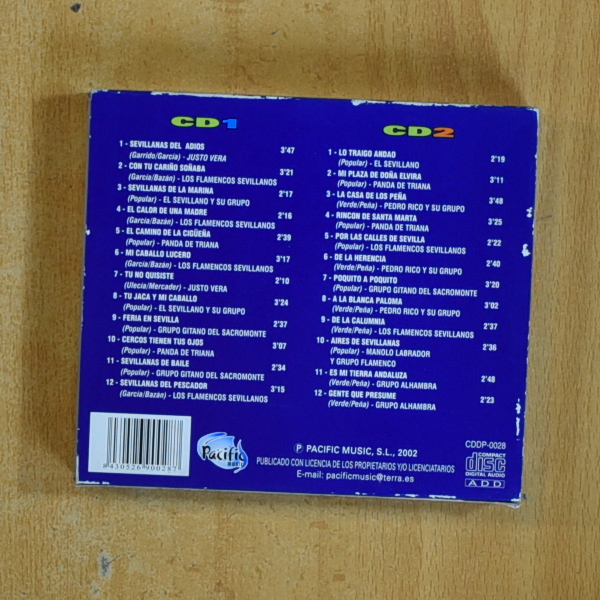 CD1
1 - SEVILLANAS DEL ADIOS
(Garrido/García) - JUSTO VERA 3'47
2 - CON TU CARIÑO SOÑABA
(García/Bazán) - LOS FLAMENCOS SEVILLANOS 3'21
3 - SEVILLANAS DE LA MARINA
(Popular) - EL SEVILLANO Y SU GRUPO 2'17
4 - EL CALOR DE UNA MADRE
(García/Bazán) - LOS FLAMENCOS SEVILLANOS 2'16
5 - EL CAMINO DE LA CIGÜEÑA
(Popular) - PANDA DE TRIANA 2'39
6 - MI CABALLO LUCERO
(García/Bazán) - LOS FLAMENCOS SEVILLANOS 3'17
7 - TU NO QUISISTE
(Ulecia/Mercader) - JUSTO VERA 2'10
8 - TU JACA Y MI CABALLO
(Popular) - EL SEVILLANO Y SU GRUPO 3'24
9 - FERIA EN SEVILLA
(Popular) - GRUPO GITANO DEL SACROMONTE 2'37
10 - CERCOS TIENEN TUS OJOS
(Popular) - PANDA DE TRIANA 3'07
11 - SEVILLANAS DE BAILE
(Popular) - GRUPO GITANO DEL SACROMONTE 2'34
12 - SEVILLANAS DEL PESCADOR
(García/Bazán) - LOS FLAMENCOS SEVILLANOS 3'15
CD2
1 - LO TRAIGO ANDAO
(Popular) - EL SEVILLANO 2'19
2 - MI PLAZA DE DOÑA ELVIRA
(Popular) - PANDA DE TRIANA 3'11
3 - LA CASA DE LOS PEÑA
(Verde/Peña) - PEDRO RICO Y SU GRUPO 3'48
4 - RINCON DE SANTA MARTA
(Popular) - PANDA DE TRIANA 3'25
5 - POR LAS CALLES DE SEVILLA
(Popular) - LOS FLAMENCOS SEVILLANOS 2'22
6 - DE LA HERENCIA
(Verde/Peña) - PEDRO RICO Y SU GRUPO 2'40
7 - POQUITO A POQUITO
(Popular) - GRUPO GITANO DEL SACROMONTE 3'20
8 - A LA BLANCA PALOMA
(Verde/Peña) - PEDRO RICO Y SU GRUPO 3'02
9 - DE LA CALUMNIA
(Verde/Peña) - LOS FLAMENCOS SEVILLANOS 2'37
10 - AIRES DE SEVILLANAS 2'36
(Popular) - MANOLO LABRADOR
Y GRUPO FLAMENCO
11 - ES MI TIERRA ANDALUZA
(Verde/Peña) - GRUPO ALHAMBRA 2'48
12 - GENTE QUE PRESUME
(Verde/Peña) - GRUPO ALHAMBRA 2'23
8 430526 900287
Pacific
MUSIC
Ⓟ PACIFIC MUSIC, S.L., 2002
PUBLICADO CON LICENCIA DE LOS PROPIETARIOS Y/O LICENCIATARIOS
E-mail: pacificmusic@terra.es
CDDP-0028
COMPACT
disc
DIGITAL AUDIO
ADD